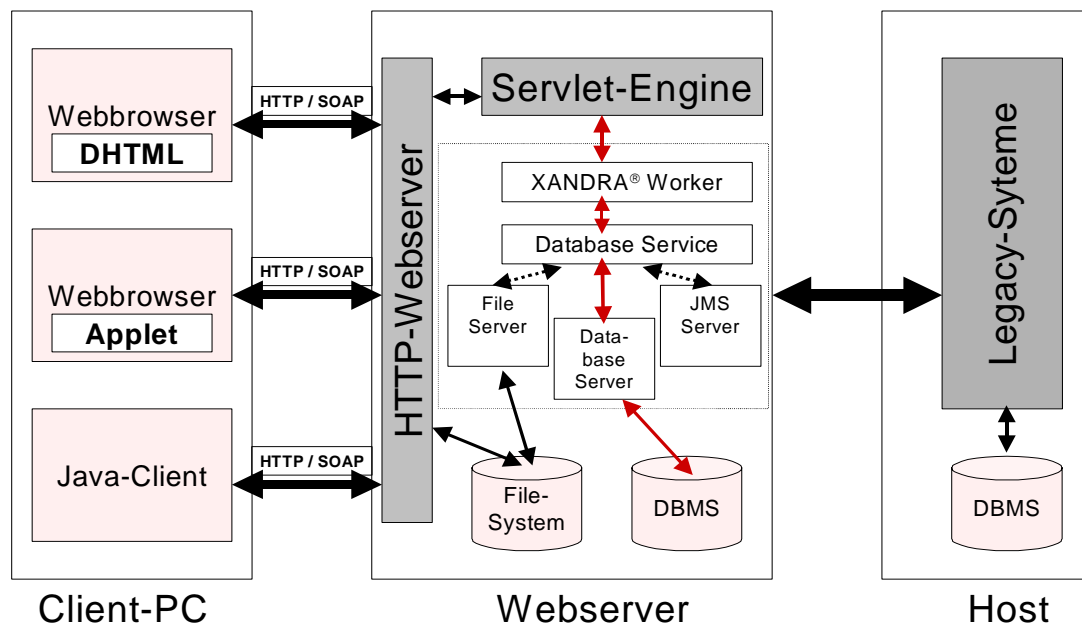 Webbrowser
DHTML
Webbrowser
Applet
Java-Client
Client-PC
HTTP / SOAP
HTTP / SOAP
HTTP / SOAP
HTTP-Webserver
Servlet-Engine
XANDRA® Worker
Database Service
File
Server
Data-
base
Server
JMS
Server
File-
System
DBMS
Webserver
Legacy-Syteme
DBMS
Host